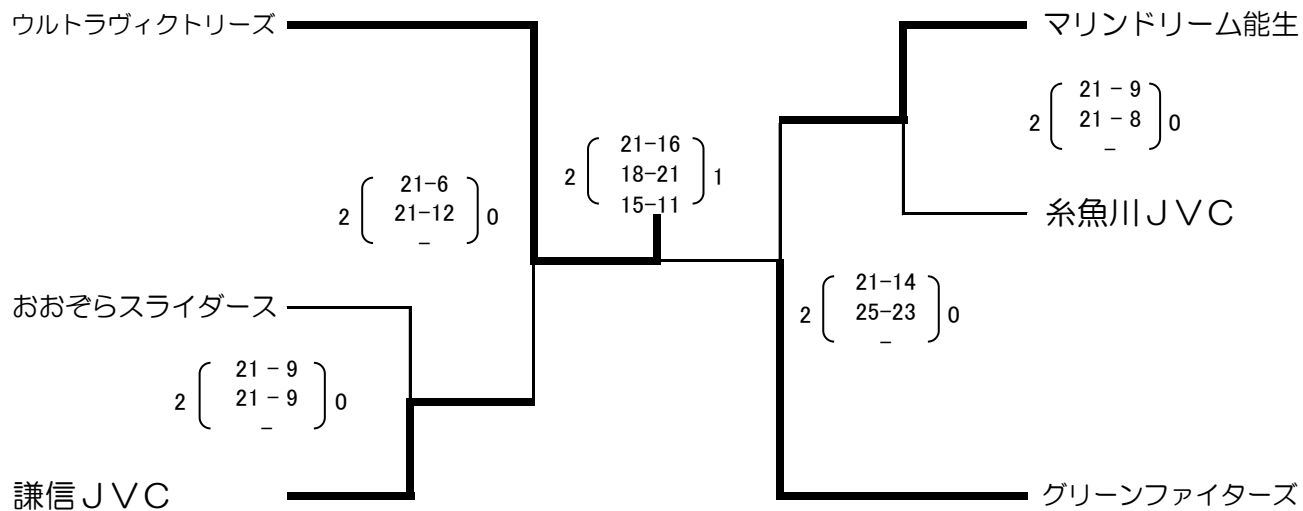 ウルトラヴィクトリーズ
マリンドリーム能生
21 - 9
2 21 - 8 0
-
糸魚川JVC
21-16
2 18-21 1
15-11
21-6
2 21-12 0
-
おおぞらスライダース
21-14
2 25-23 0
-
21 - 9
2 21 - 9 0
-
謙信JVC
グリーンファイターズ